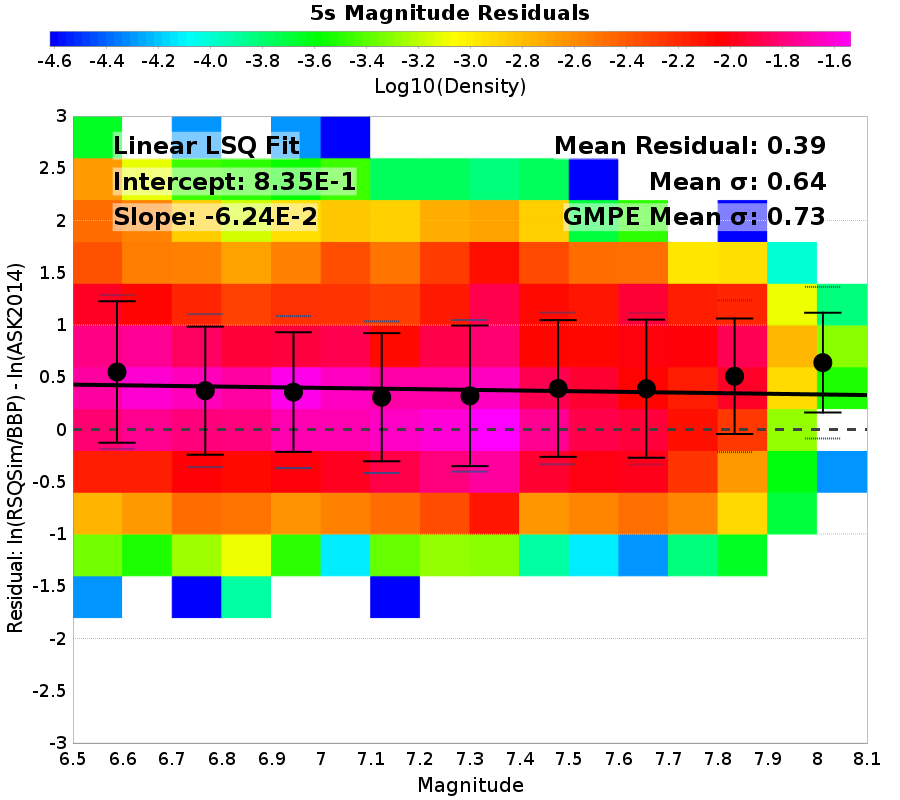 5s Magnitude Residuals
-4.6 -4.4 -4.2 -4.0 -3.8 -3.6 -3.4 -3.2 -3.0 -2.8 -2.6 -2.4 -2.2 -2.0 -1.8 -1.6
Log10(Density)
Linear LSQ Fit
Intercept: 8.35E-1
Slope: -6.24E-2
Mean Residual: 0.39
Mean σ: 0.64
GMPE Mean σ: 0.73
Residual: ln(RSQSim/BBP) - ln(ASK2014)
3
2.5
2
1.5
1
0.5
0
-0.5
-1
-1.5
-2
-2.5
-3
6.5 6.6 6.7 6.8 6.9 7 7.1 7.2 7.3 7.4 7.5 7.6 7.7 7.8 7.9 8 8.1
Magnitude